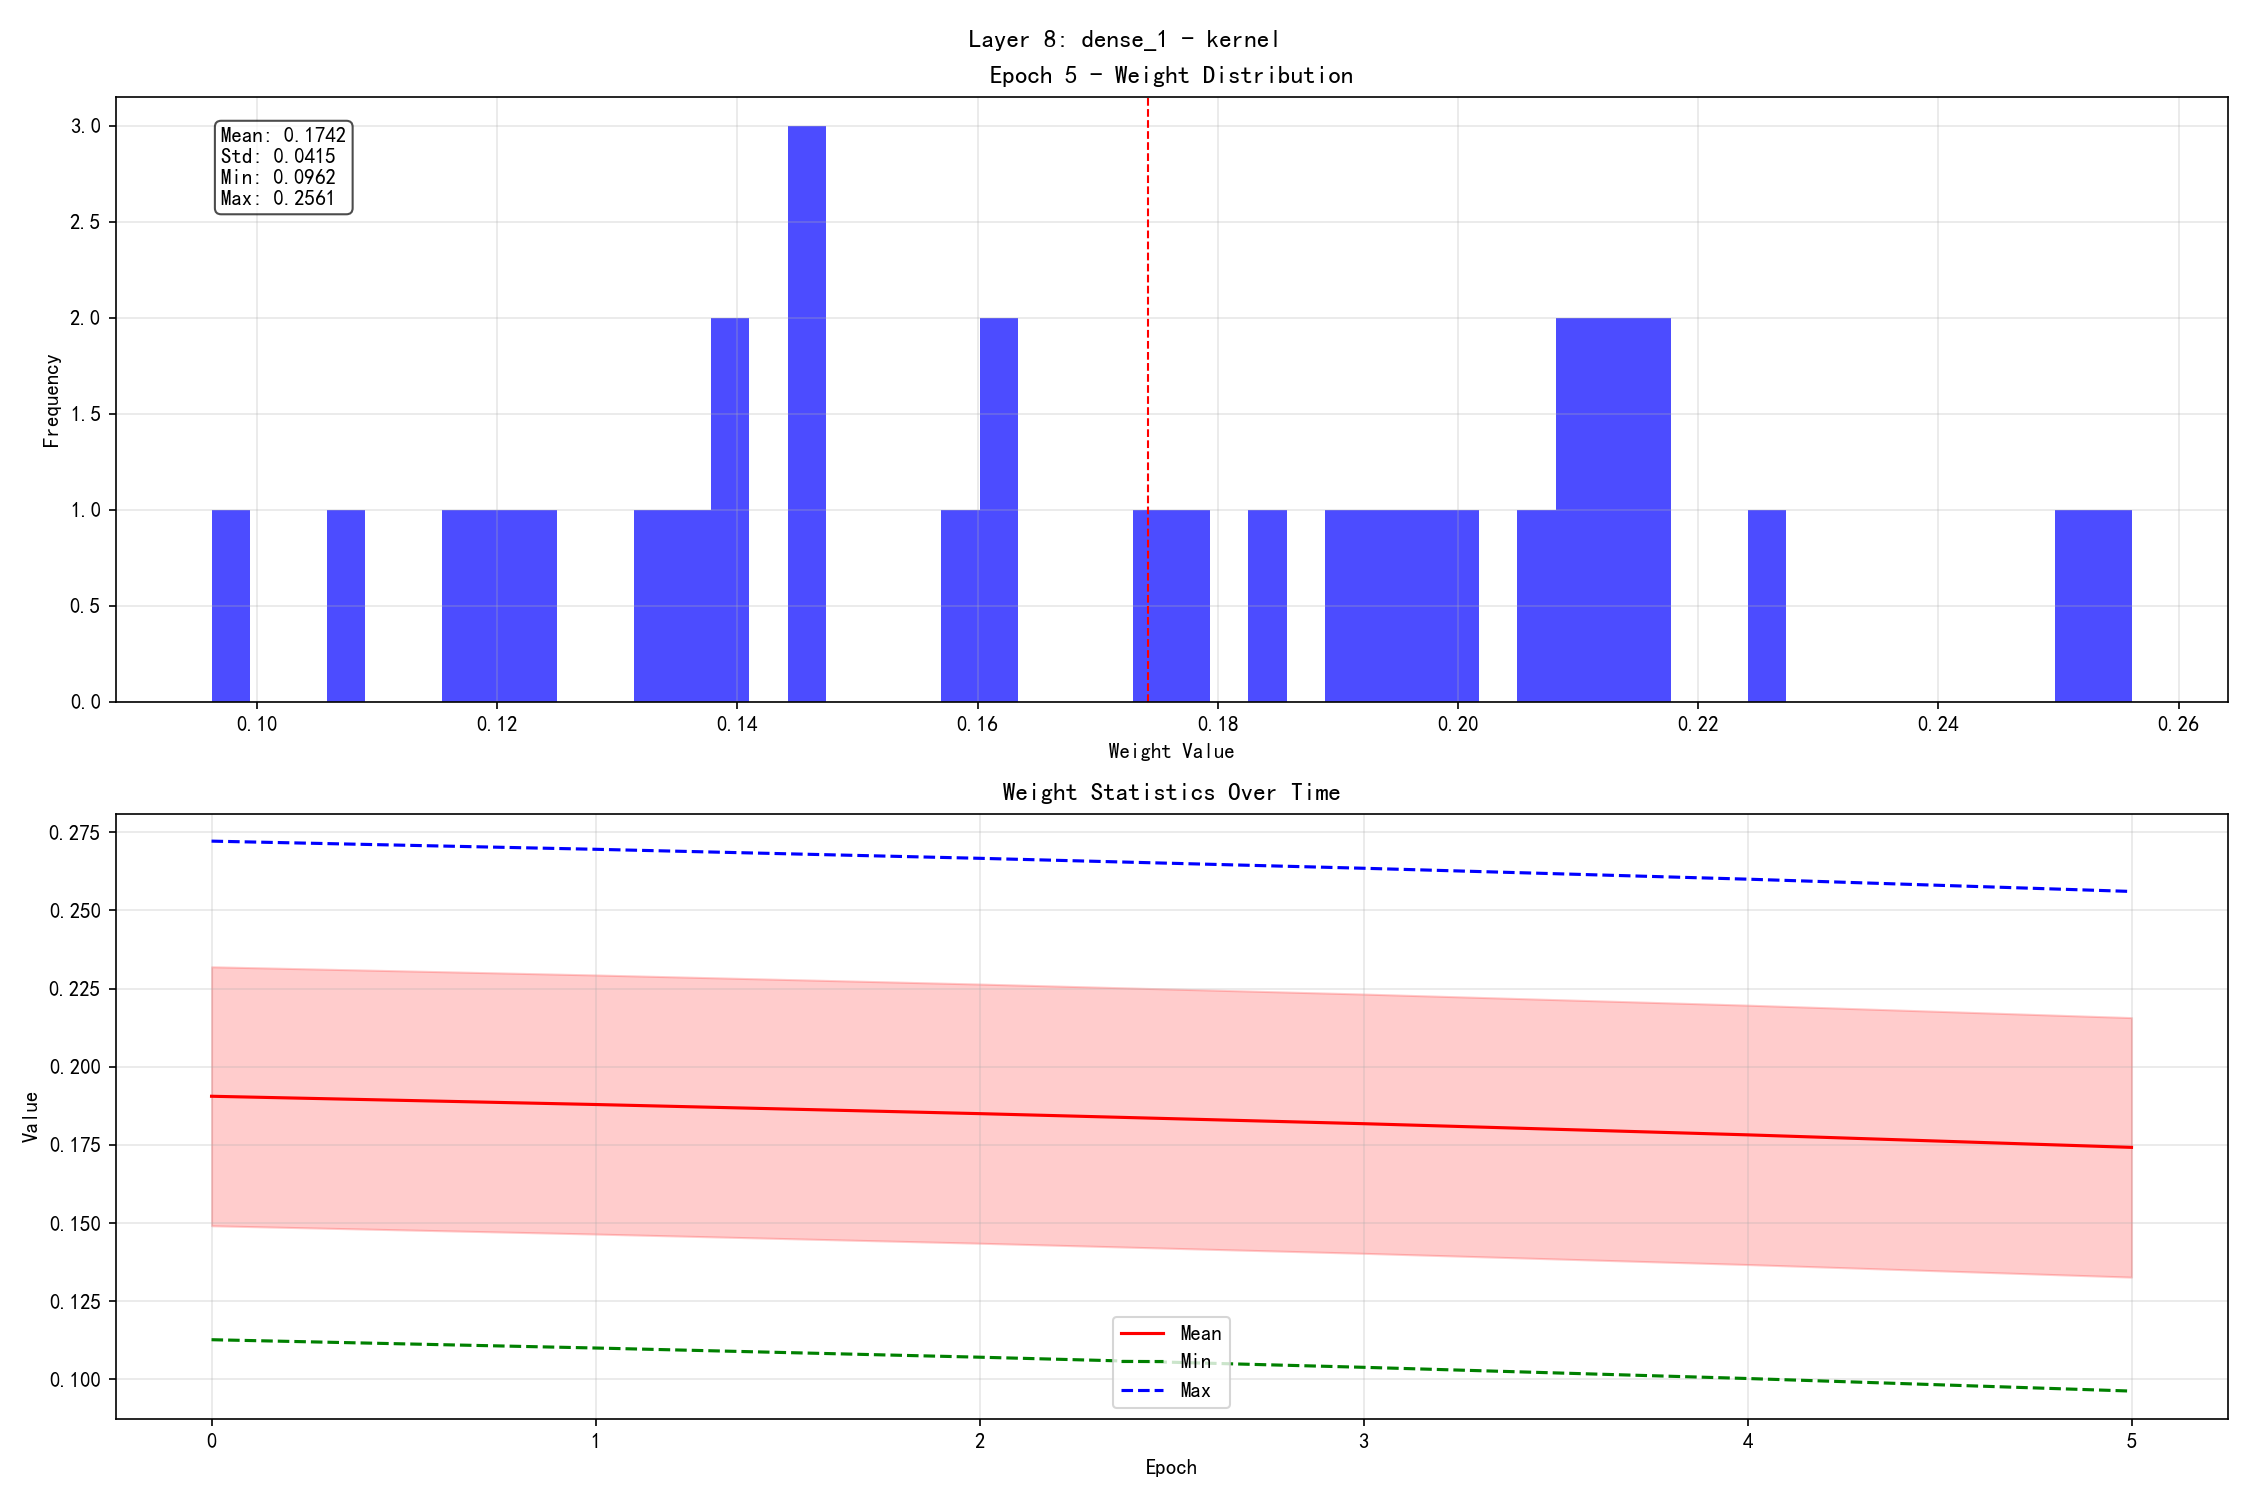 Layer 8: dense_1 - kernel
Epoch 5 - Weight Distribution
Mean: 0.1742
Std: 0.0415
Min: 0.0962
Max: 0.2561
3.0
2.5
2.0
1.5
1.0
0.5
0.0
Frequency
0.10 0.12 0.14 0.16 0.18 0.20 0.22 0.24 0.26
Weight Value
Weight Statistics Over Time
0.275
0.250
0.225
0.200
0.175
0.150
0.125
0.100
Value
Mean
Min
Max
0 1 2 3 4 5
Epoch